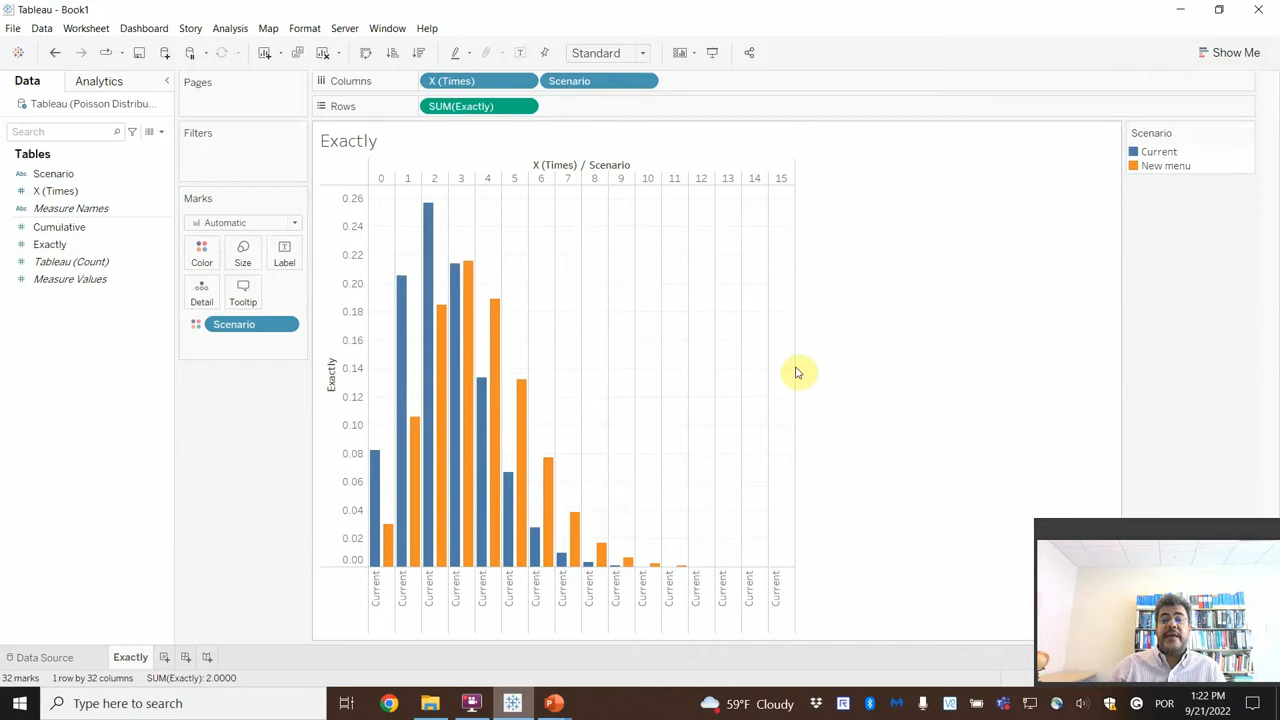 Tableau - Book1
File Data Worksheet Dashboard Story Analysis Map Format Server Window Help
Standard
Show Me
Data Analytics
Pages
Columns X (Times) Scenario
Tableau (Poisson Distribu...
Rows SUM(Exactly)
Search
Filters
Exactly
Scenario
Current
New menu
Tables
Abc Scenario
# X (Times)
Abc Measure Names
# Cumulative
# Exactly
# Tableau (Count)
# Measure Values
Marks
Automatic
Color Size Label
Detail Tooltip
Scenario
X (Times) / Scenario
0 1 2 3 4 5 6 7 8 9 10 11 12 13 14 15
0.26
0.24
0.22
0.20
0.18
0.16
0.14
0.12
0.10
0.08
0.06
0.04
0.02
0.00
Exactly
Current Current Current Current Current Current Current Current Current Current Current Current Current Current Current Current
Data Source Exactly
32 marks 1 row by 32 columns SUM(Exactly): 2.0000
Type here to search
59°F Cloudy
POR
1:22 PM
9/21/2022